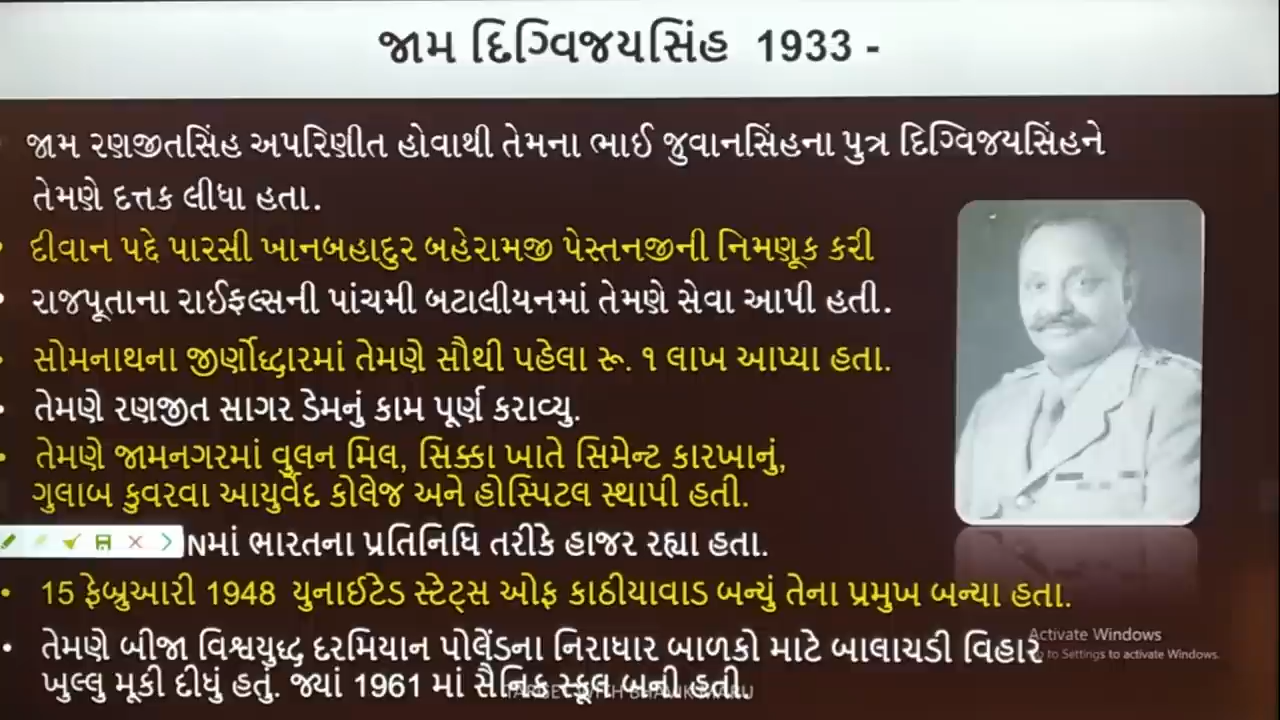 જામ દિગ્વિજયસિંહ 1933 -
જામ રણજીતસિંહ અપરિણીત હોવાથી તેમના ભાઈ જુવાનસિંહના પુત્ર દિગ્વિજયસિંહને
તેમણે દત્તક લીધા હતા.
• દીવાન પદે પારસી ખાનબહાદુર બહેરામજી પેસ્તનજીની નિમણૂક કરી
• રાજપૂતાના રાઈફલ્સની પાંચમી બટાલીયનમાં તેમણે સેવા આપી હતી.
• સોમનાથના જીર્ણોધ્ધારમાં તેમણે સૌથી પહેલા રૂ. ૧ લાખ આપ્યા હતા.
• તેમણે રણજીત સાગર ડેમનું કામ પૂર્ણ કરાવ્યુ.
• તેમણે જામનગરમાં વુલન મિલ, સિક્કા ખાતે સિમેન્ટ કારખાનું,
ગુલાબ કુવરવા આયુર્વેદ કોલેજ અને હોસ્પિટલ સ્થાપી હતી.
Nમાં ભારતના પ્રતિનિધિ તરીકે હાજર રહ્યા હતા.
• 15 ફેબ્રુઆરી 1948 યુનાઈટેડ સ્ટેટ્સ ઓફ કાઠીયાવાડ બન્યું તેના પ્રમુખ બન્યા હતા.
• તેમણે બીજા વિશ્વયુધ્ધ દરમિયાન પોલેંડના નિરાધાર બાળકો માટે બાલાચડી વિહાર
ખુલ્લુ મૂકી દીધું હતું. જ્યાં 1961 માં સૈનિક સ્કૂલ બની હતી.
Activate Windows
to Settings to activate Windows.